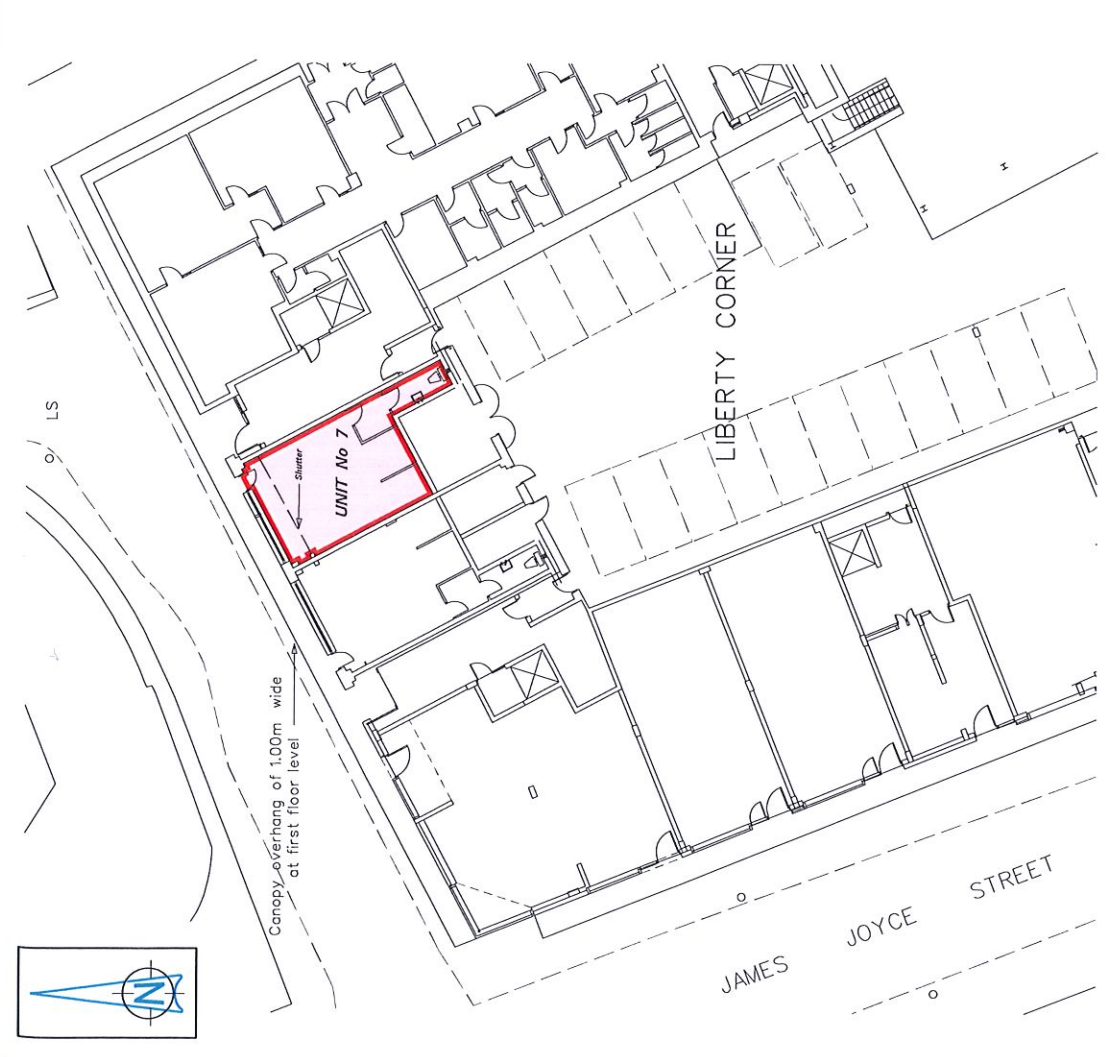 LS
LIBERTY CORNER
Shutter
UNIT No 7
Canopy overhang of 1.00m wide
at first floor level
JAMES JOYCE STREET
N